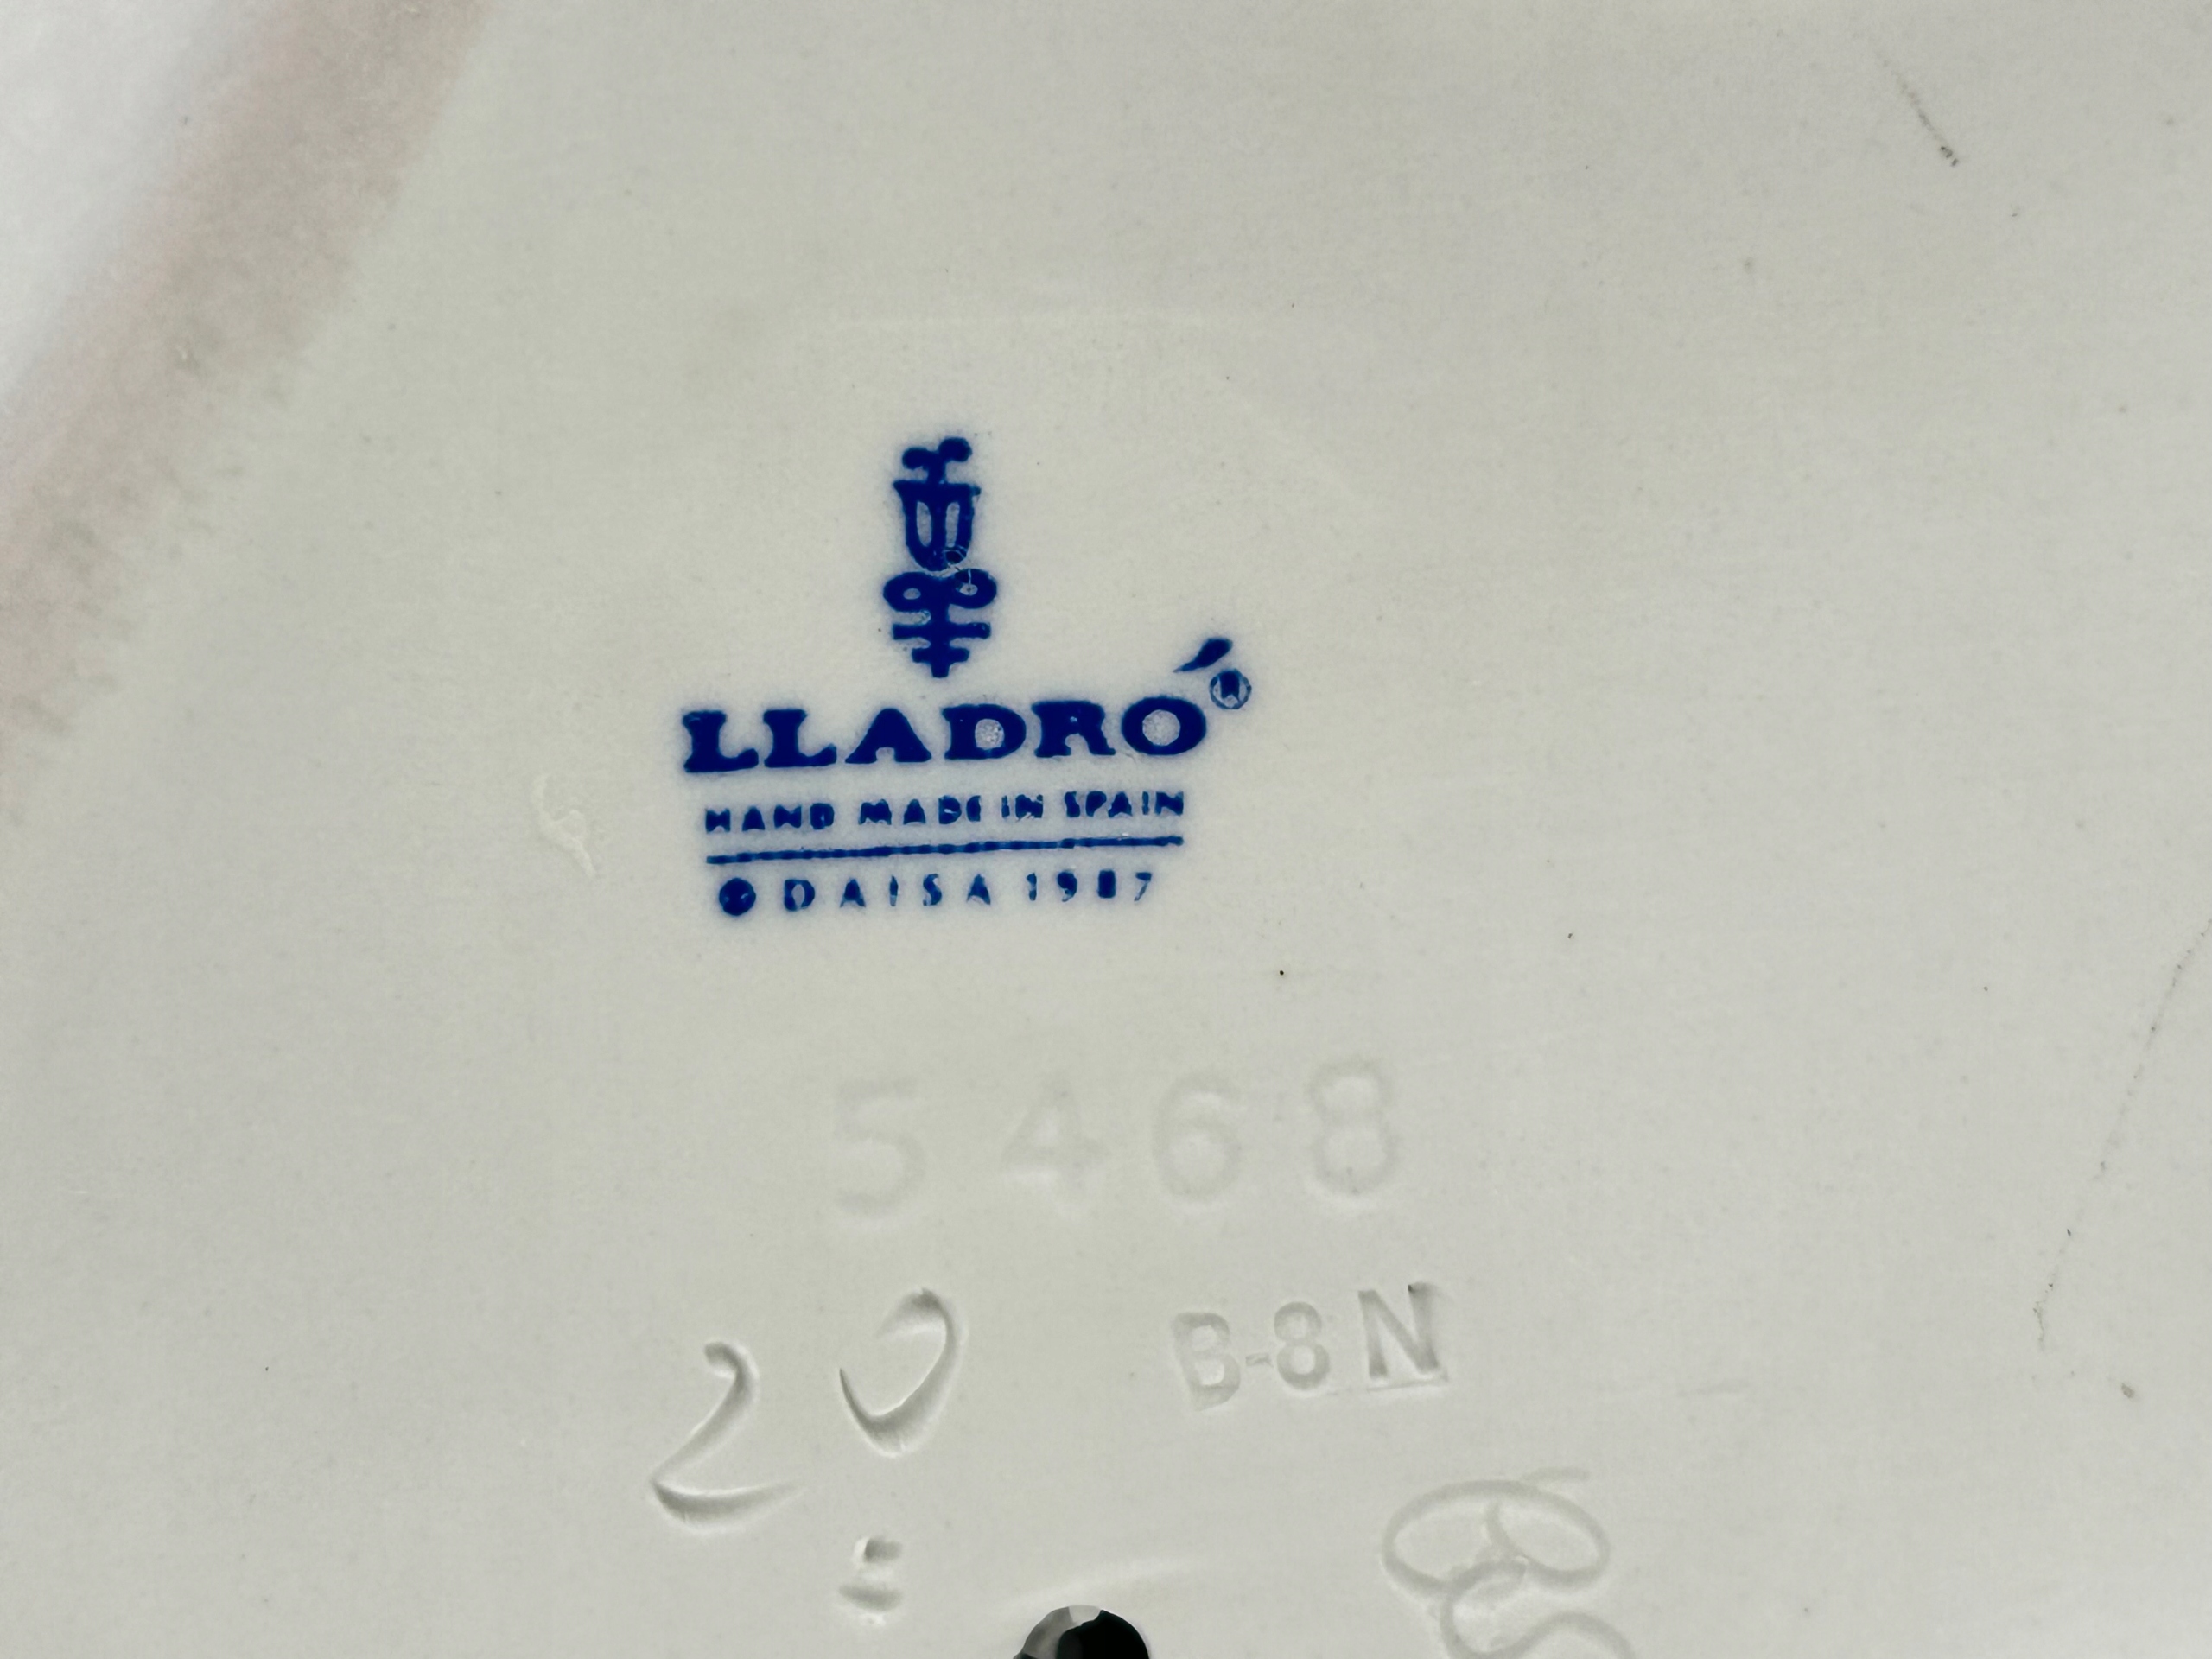 LLADRÓ®
HAND MADE IN SPAIN
© DAISA 1987
5468
20
B-8N